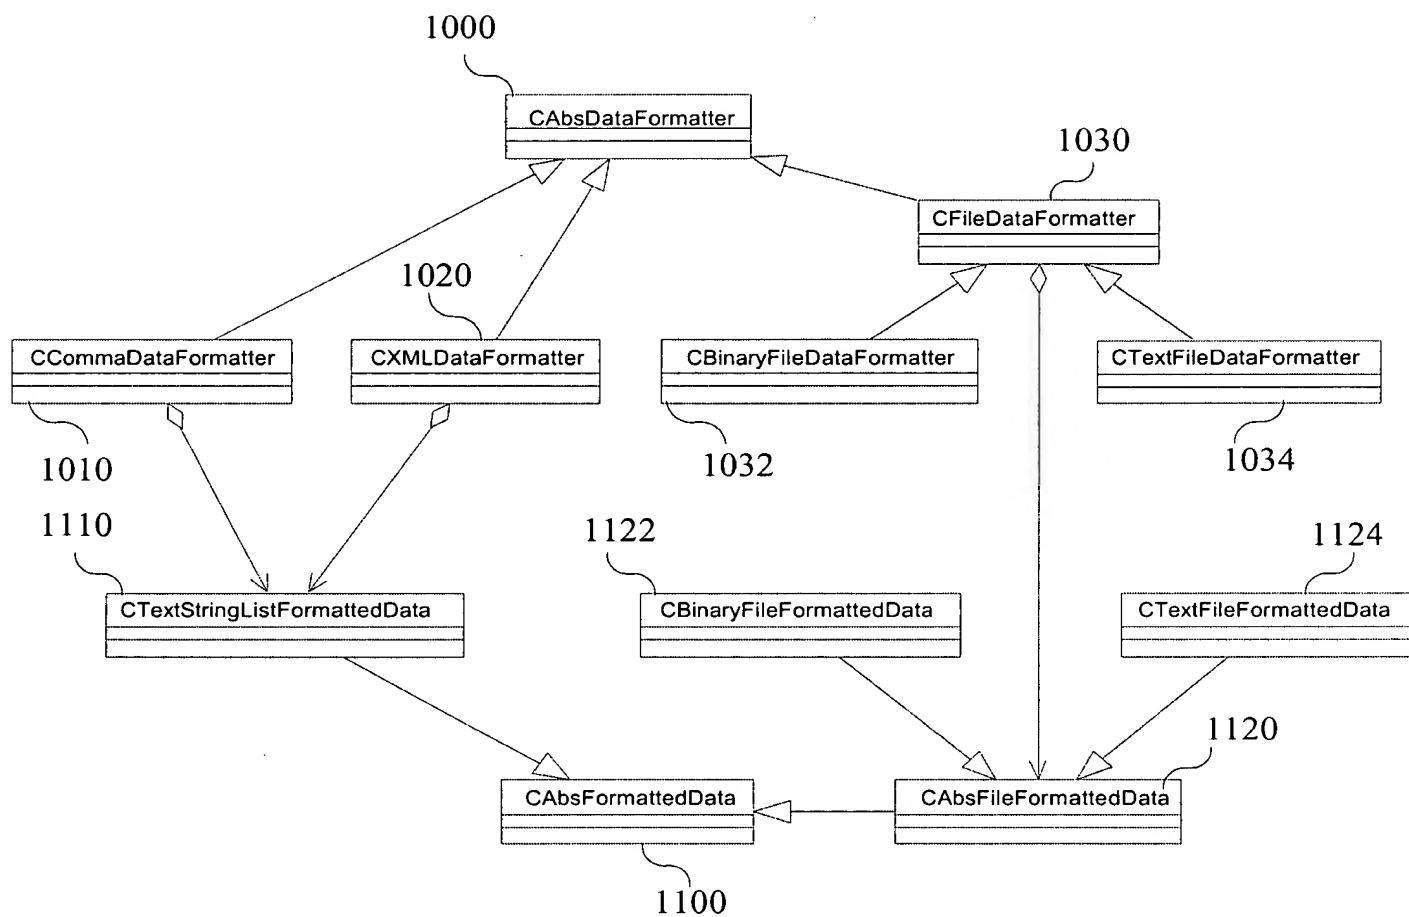 1000
CAbsDataFormatter
1030
CFileDataFormatter
1020
CCommaDataFormatter
CXMLDataFormatter
CBinaryFileDataFormatter
CTextFileDataFormatter
1010
1032
1034
1110
1122
1124
CTextStringListFormattedData
CBinaryFileFormattedData
CTextFileFormattedData
1120
CAbsFormattedData
CAbsFileFormattedData
1100